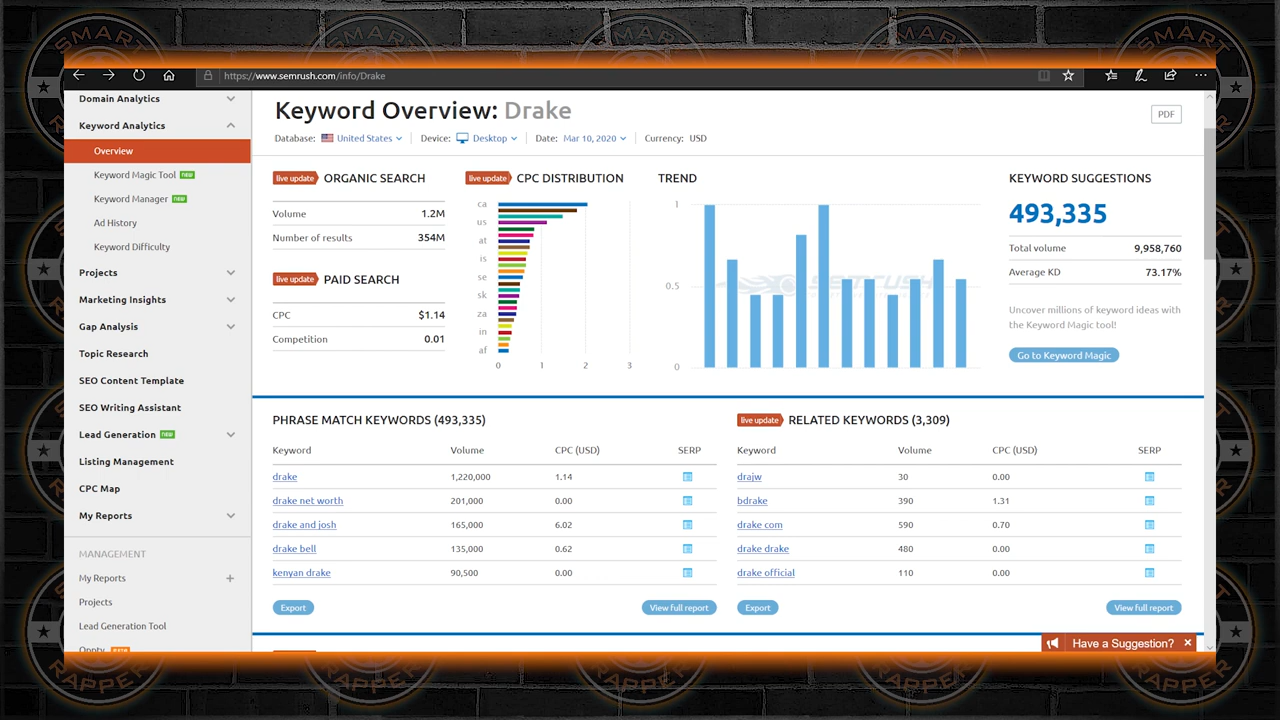 SMART
SMART
https://www.semrush.com/info/Drake
Domain Analytics
Keyword Analytics
Overview
Keyword Magic Tool NEW
Keyword Manager NEW
Ad History
Keyword Difficulty
Projects
Marketing Insights
Gap Analysis
Topic Research
SEO Content Template
SEO Writing Assistant
Lead Generation NEW
Listing Management
CPC Map
My Reports
MANAGEMENT
My Reports +
Projects
Lead Generation Tool
Oppty BETA
Keyword Overview: Drake
PDF
Database: United States Device: Desktop Date: Mar 10, 2020 Currency: USD
live update ORGANIC SEARCH
Volume 1.2M
Number of results 354M
live update PAID SEARCH
CPC $1.14
Competition 0.01
live update CPC DISTRIBUTION
ca
us
at
is
se
sk
za
in
af
0 1 2 3
TREND
1
0.5
0
SEMRUSH
KEYWORD SUGGESTIONS
493,335
Total volume 9,958,760
Average KD 73.17%
Uncover millions of keyword ideas with
the Keyword Magic tool!
Go to Keyword Magic
PHRASE MATCH KEYWORDS (493,335)
Keyword Volume CPC (USD) SERP
drake 1,220,000 1.14
drake net worth 201,000 0.00
drake and josh 165,000 6.02
drake bell 135,000 0.62
kenyan drake 90,500 0.00
Export View full report
live update RELATED KEYWORDS (3,309)
Keyword Volume CPC (USD) SERP
drajw 30 0.00
bdrake 390 1.31
drake com 590 0.70
drake drake 480 0.00
drake official 110 0.00
Export View full report
Have a Suggestion? ×
RAPPER
RAPPER